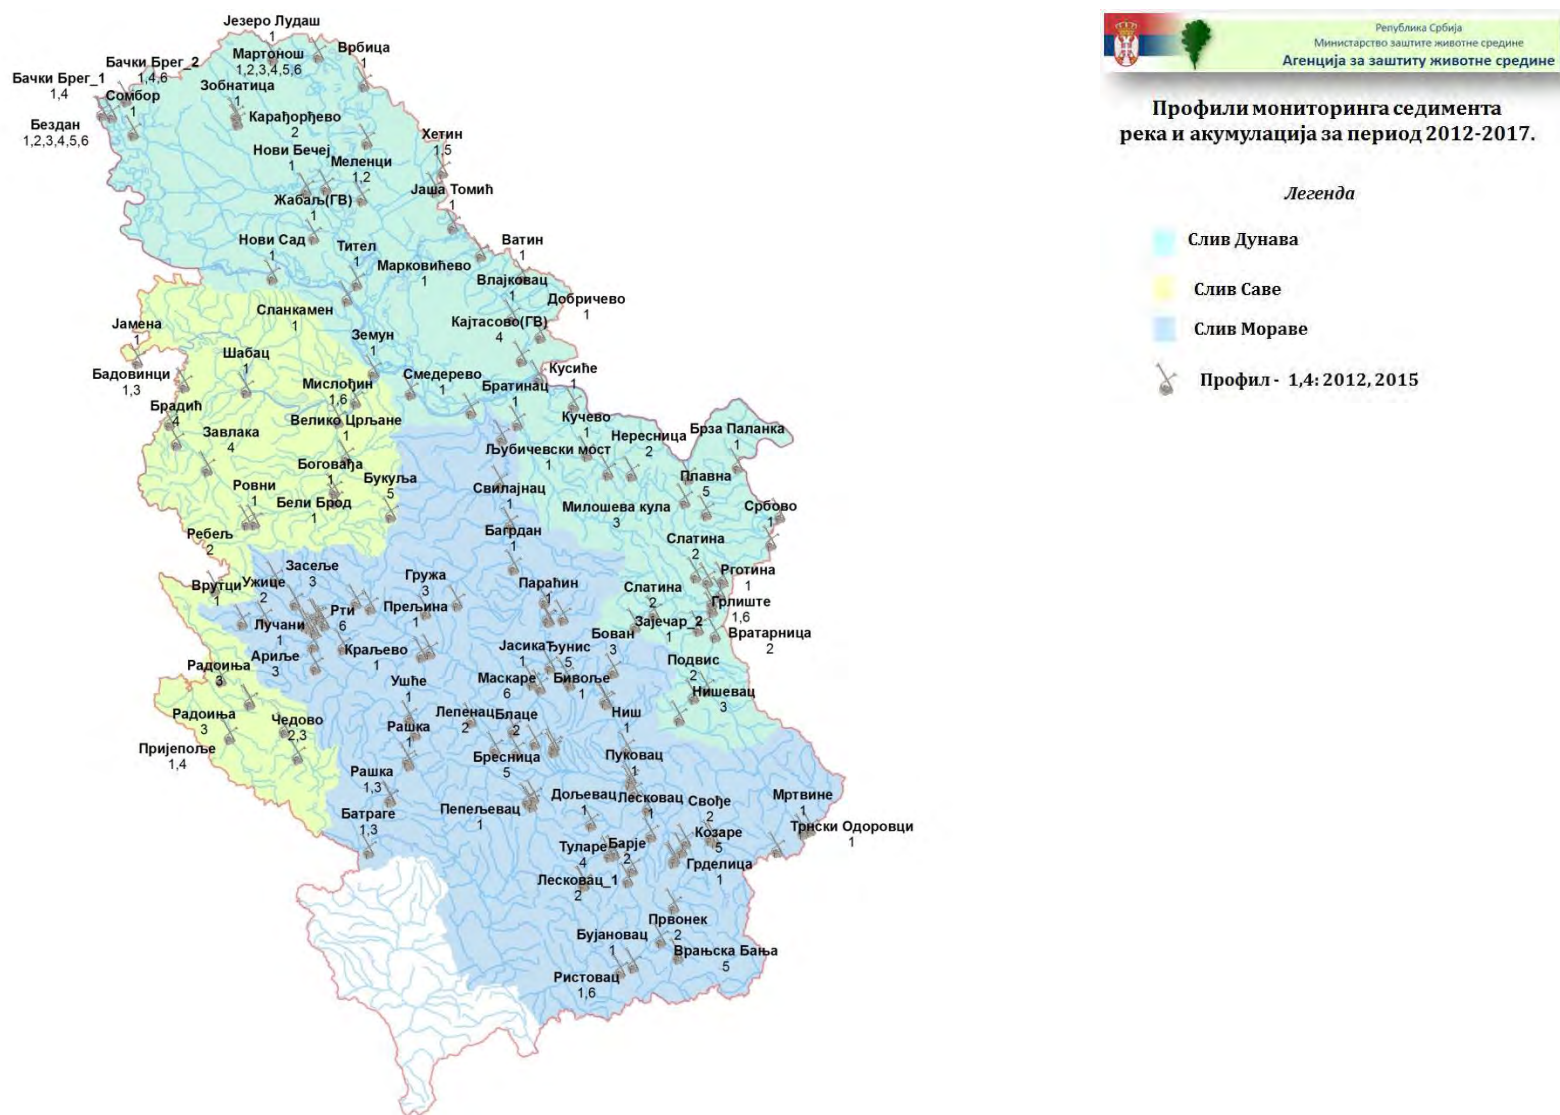 Језеро Лудаш
1
Мартонош
1,2,3,4,5,6
Врбица
1
Бачки Брег_2
1,4,6
Бачки Брег_1
1,4
Сомбор
1
Зобнатица
1
Карађорђево
2
Бездан
1,2,3,4,5,6
Хетин
1,5
Нови Бечеј
1
Меленци
1,2
Јаша Томић
1
Жабаљ(ГВ)
1
Нови Сад
1
Тител
1
Ватин
1
Марковићево
1
Влајковац
1
Добричево
1
Сланкамен
1
Кајтасово(ГВ)
4
Јамена
1
Земун
1
Шабац
1
Бадовинци
1,3
Мислођин
1,6
Смедерево
1
Братинац
1
Кусиће
1
Брадић
4
Велико Црљане
1
Кучево
1
Завлака
4
Нересница
2
Брза Паланка
1
Љубичевски мост
1
Боговађа
1
Букуља
5
Плавна
5
Ровни
1
Бели Брод
1
Свилајнац
1
Милошева кула
3
Србово
1
Ребељ
2
Багрдан
1
Слатина
2
Засеље
3
Гружа
3
Параћин
1
Рготина
1
Врутци
1
Ужице
2
Слатина
2
Грлиште
1,6
Рти
6
Прељина
1
Лучани
1
Зајечар_2
1
Вратарница
2
Ариље
3
Краљево
1
Јасика
1
Ђунис
5
Бован
3
Радоиња
3
Подвис
2
Ушће
1
Маскаре
6
Бивоље
1
Нишевац
3
Радоиња
3
Чедово
2,3
Лепенац
2
Блаце
2
Ниш
1
Рашка
1
Пријепоље
1,4
Бресница
5
Пуковац
1
Рашка
1,3
Дољевац
1
Лесковац
1
Свође
2
Мртвине
1
Батраге
1,3
Пепељевац
1
Трнски Одоровци
1
Козаре
5
Туларе
4
Барје
2
Грделица
1
Лесковац_1
2
Првонек
2
Бујановац
1
Врањска Бања
5
Ристовац
1,6
Република Србија
Министарство заштите животне средине
Агенција за заштиту животне средине
Профили мониторинга седимента
река и акумулација за период 2012-2017.
Легенда
Слив Дунава
Слив Саве
Слив Мораве
Профил - 1,4: 2012, 2015